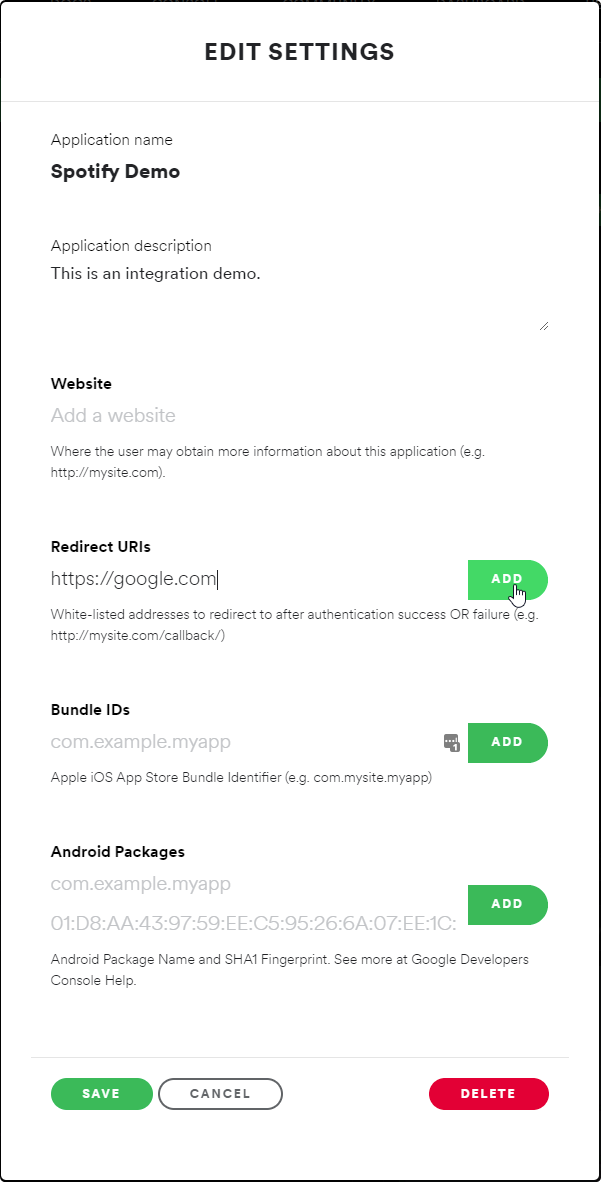 EDIT SETTINGS
Application name
Spotify Demo
Application description
This is an integration demo.
Website
Add a website
Where the user may obtain more information about this application (e.g.
http://mysite.com).
Redirect URIs
https://google.com
ADD
White-listed addresses to redirect to after authentication success OR failure (e.g.
http://mysite.com/callback/)
Bundle IDs
com.example.myapp
1
ADD
Apple iOS App Store Bundle Identifier (e.g. com.mysite.myapp)
Android Packages
com.example.myapp
ADD
01:D8:AA:43:97:59:EE:C5:95:26:6A:07:EE:1C:
Android Package Name and SHA1 Fingerprint. See more at Google Developers
Console Help.
SAVE
CANCEL
DELETE